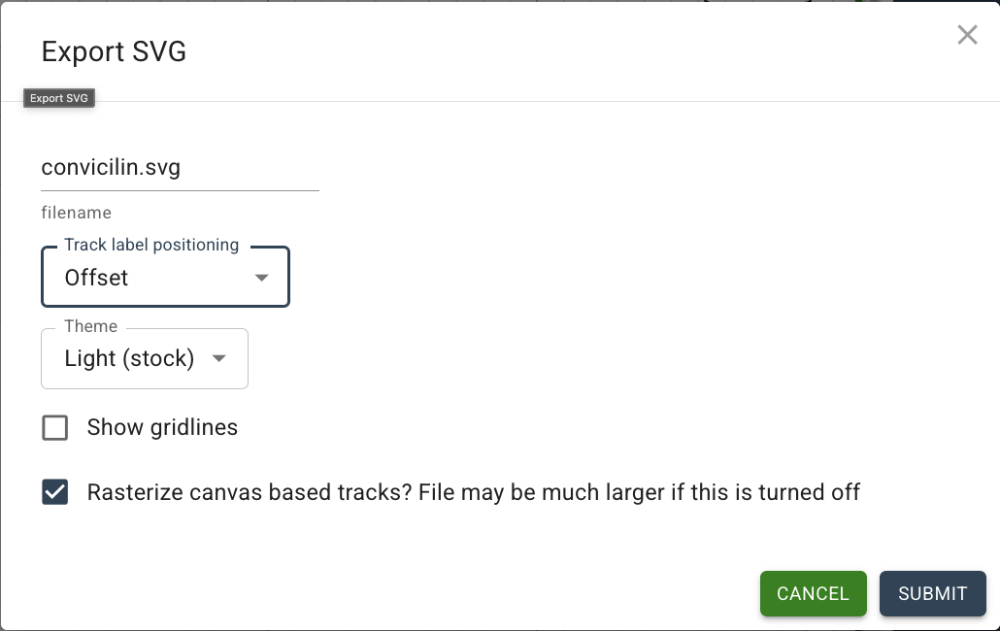 Export SVG
Export SVG
convicilin.svg
filename
Track label positioning
Offset
Theme
Light (stock)
Show gridlines
Rasterize canvas based tracks? File may be much larger if this is turned off
CANCEL
SUBMIT